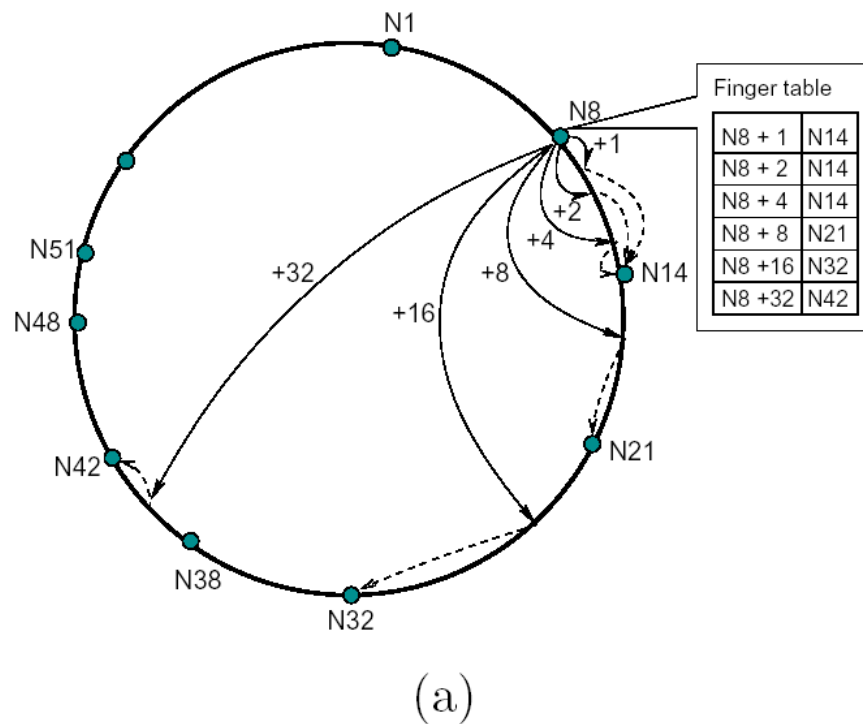 N1
N8
Finger table
N8 + 1 N14
N8 + 2 N14
N8 + 4 N14
N8 + 8 N21
N8 +16 N32
N8 +32 N42
+1
+2
+4
+8
+16
+32
N14
N51
N48
N42
N21
N38
N32
(a)